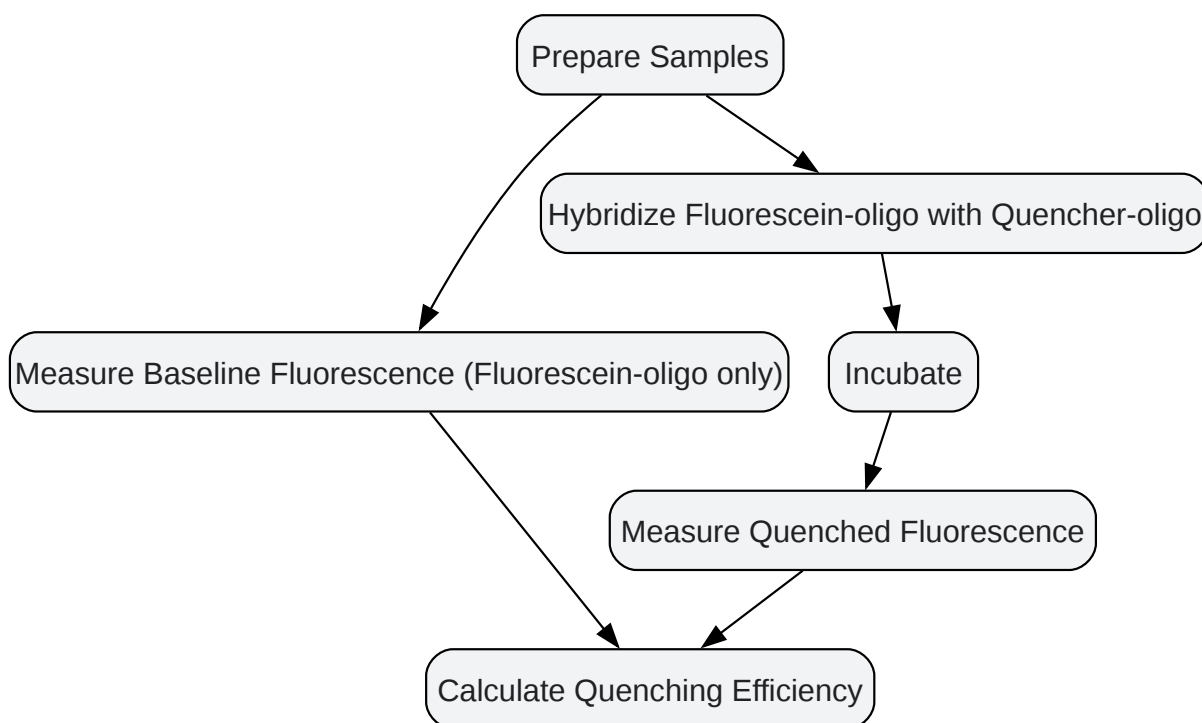 Prepare Samples
Hybridize Fluorescein-oligo with Quencher-oligo
Measure Baseline Fluorescence (Fluorescein-oligo only)
Incubate
Measure Quenched Fluorescence
Calculate Quenching Efficiency